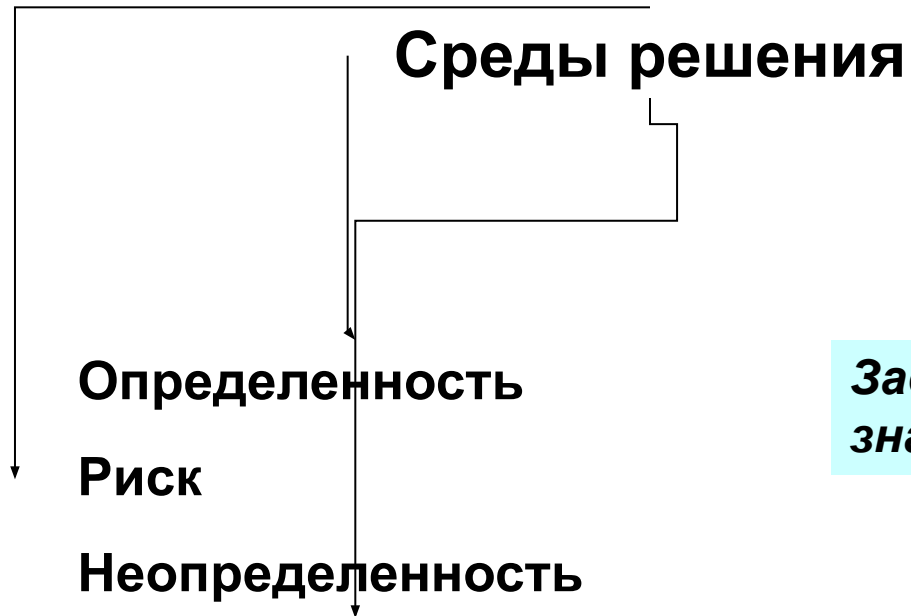 Среды решения
Определенность
Риск
Неопределенность